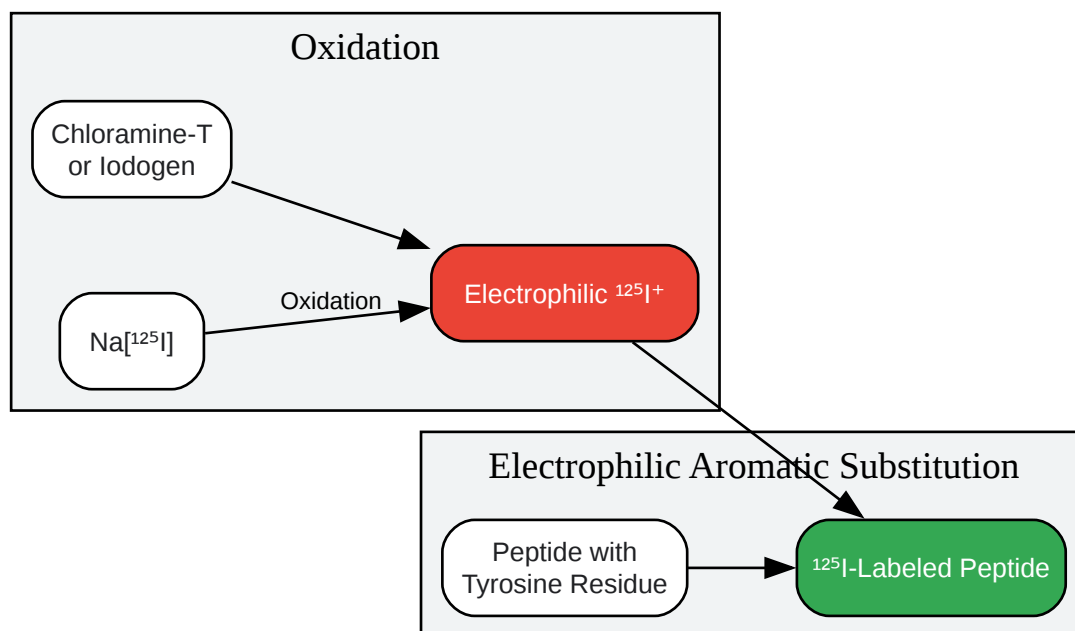 Oxidation
Chloramine-T
or Iodogen
Electrophilic ¹²⁵I⁺
Oxidation
Na[¹²⁵I]
Electrophilic Aromatic Substitution
Peptide with
Tyrosine Residue
¹²⁵I-Labeled Peptide